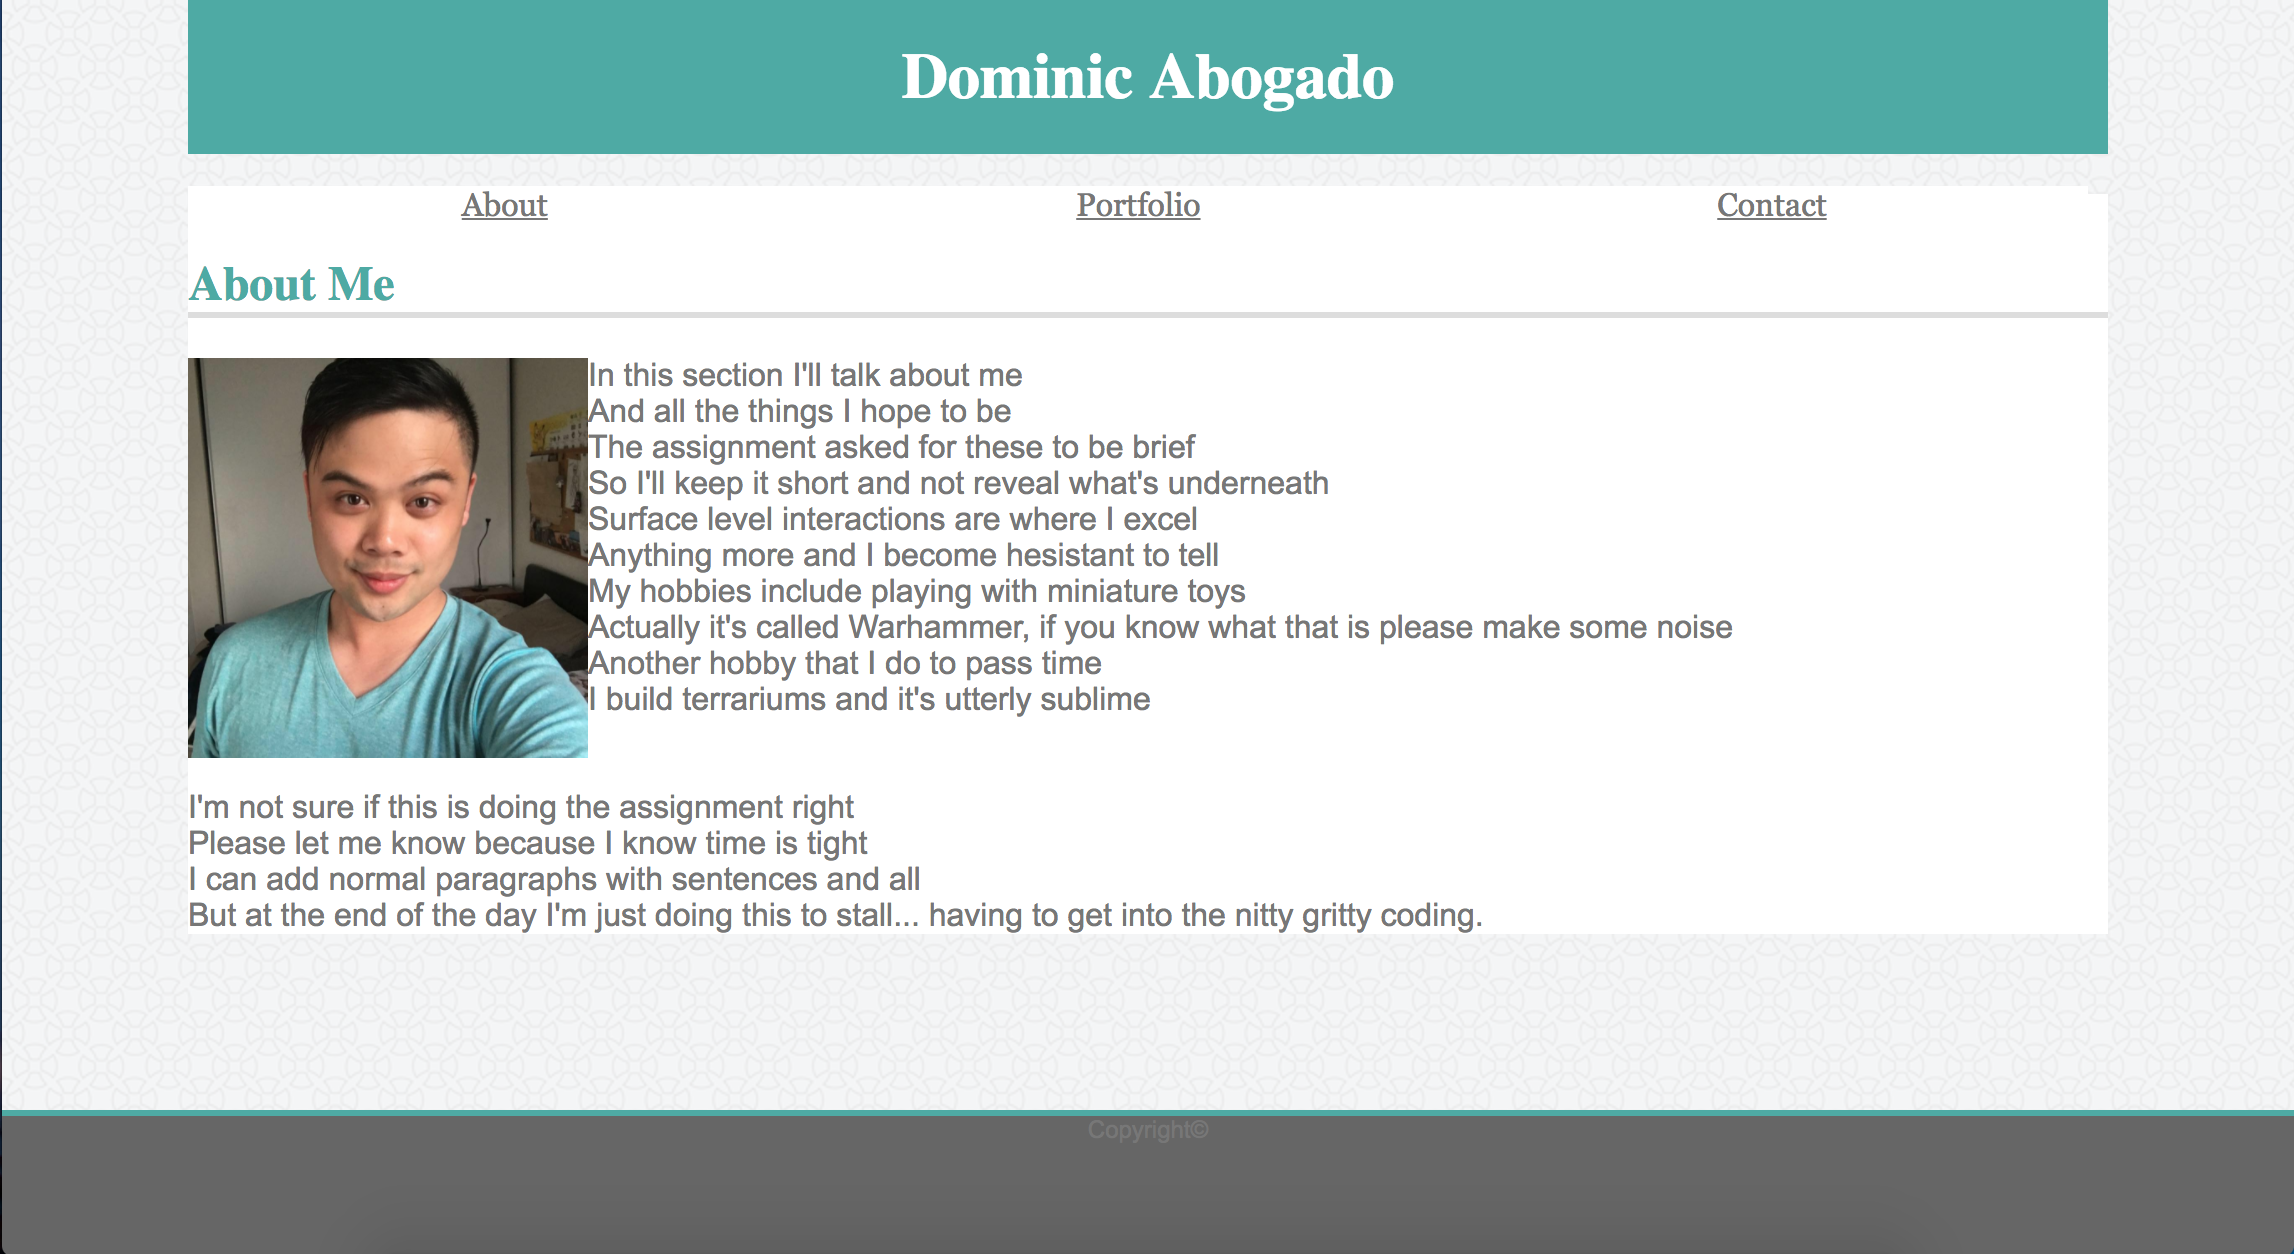 Dominic Abogado
About
Portfolio
Contact
About Me
In this section I'll talk about me
And all the things I hope to be
The assignment asked for these to be brief
So I'll keep it short and not reveal what's underneath
Surface level interactions are where I excel
Anything more and I become hesistant to tell
My hobbies include playing with miniature toys
Actually it's called Warhammer, if you know what that is please make some noise
Another hobby that I do to pass time
I build terrariums and it's utterly sublime
I'm not sure if this is doing the assignment right
Please let me know because I know time is tight
I can add normal paragraphs with sentences and all
But at the end of the day I'm just doing this to stall... having to get into the nitty gritty coding.
Copyright©